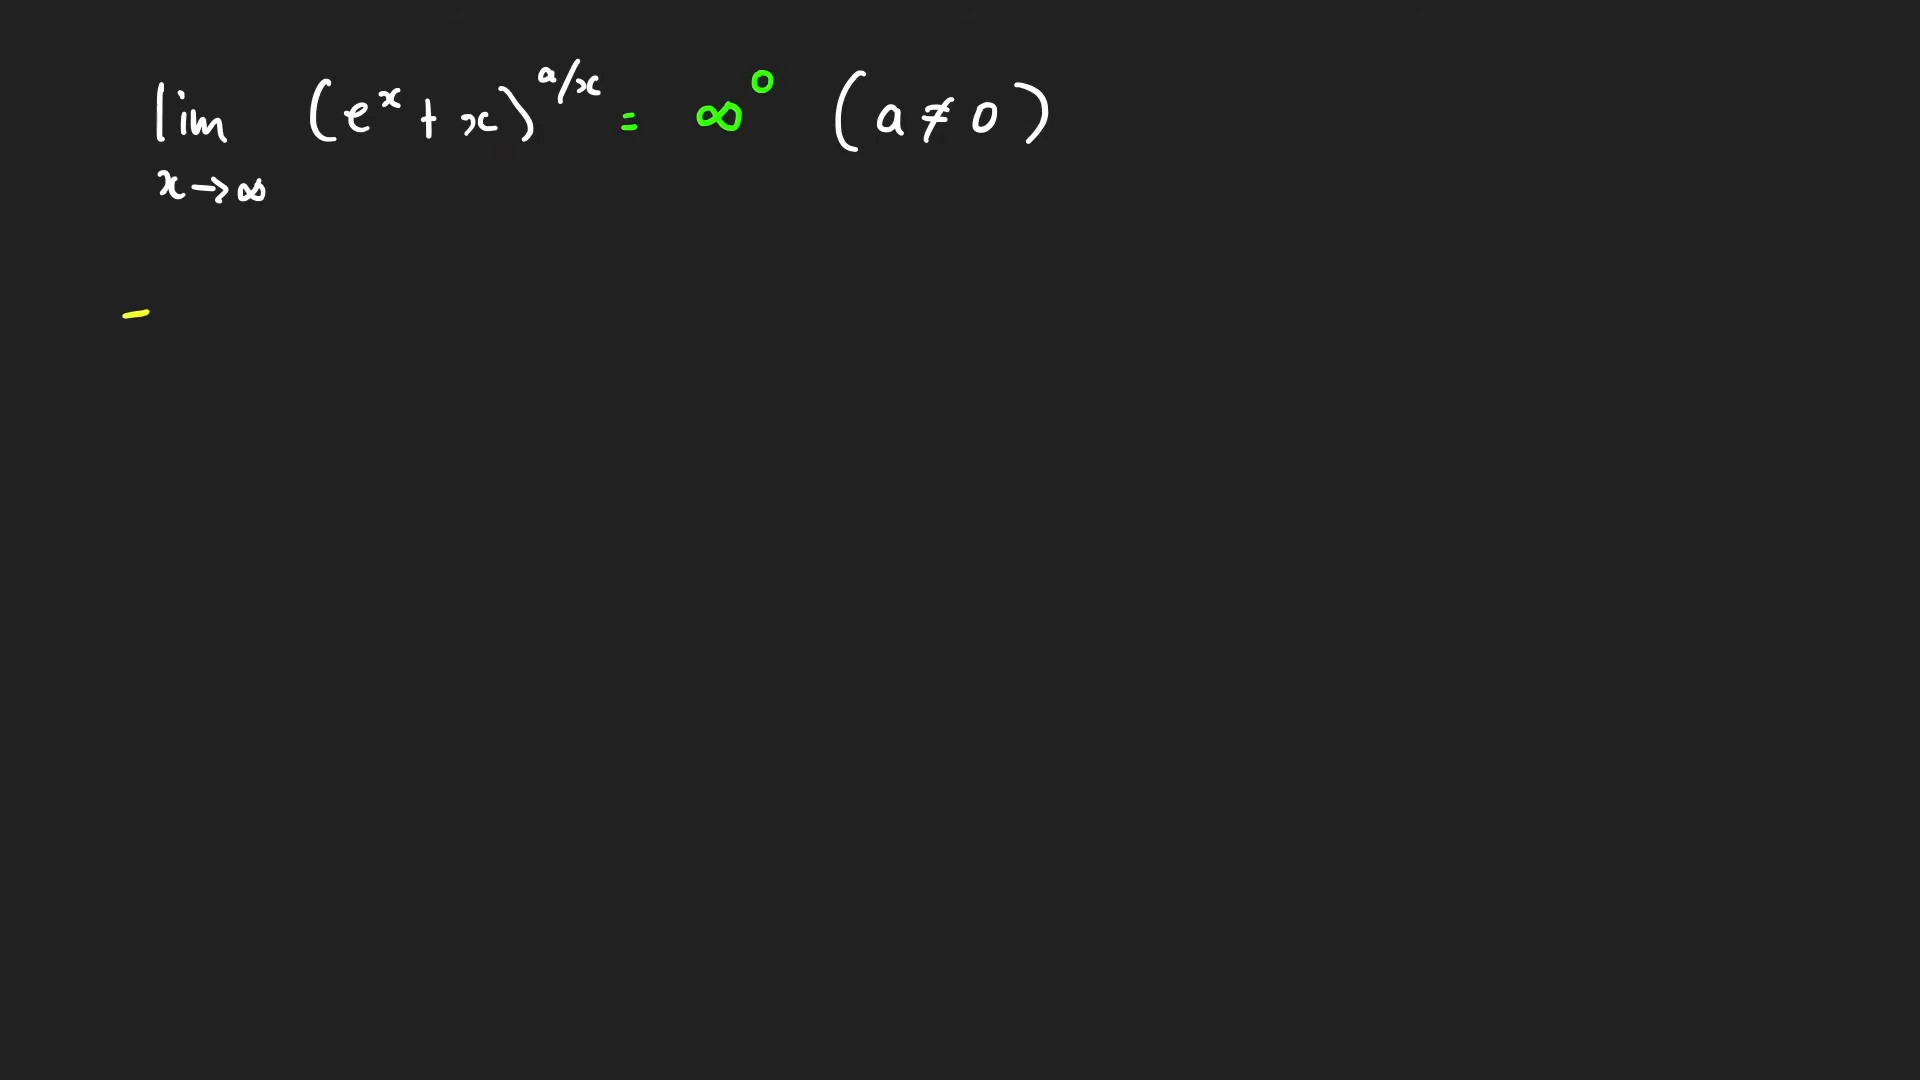 lim (e^x + x)^{a/x} = ∞^0 (a ≠ 0)
x→∞
–